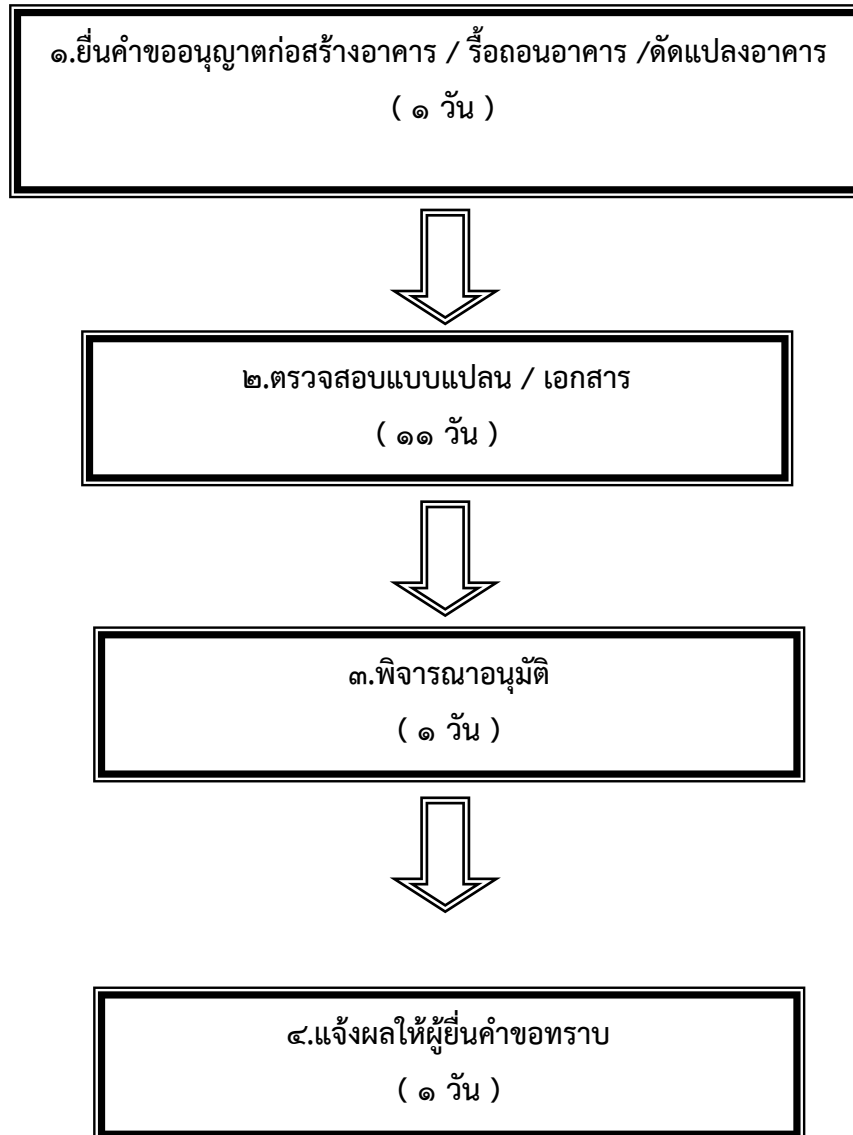 ๑.ยื่นคำขออนุญาตก่อสร้างอาคาร / รื้อถอนอาคาร /ดัดแปลงอาคาร
( ๑ วัน )
๒.ตรวจสอบแบบแปลน / เอกสาร
( ๑๑ วัน )
๓.พิจารณาอนุมัติ
( ๑ วัน )
๔.แจ้งผลให้ผู้ยื่นคำขอทราบ
( ๑ วัน )